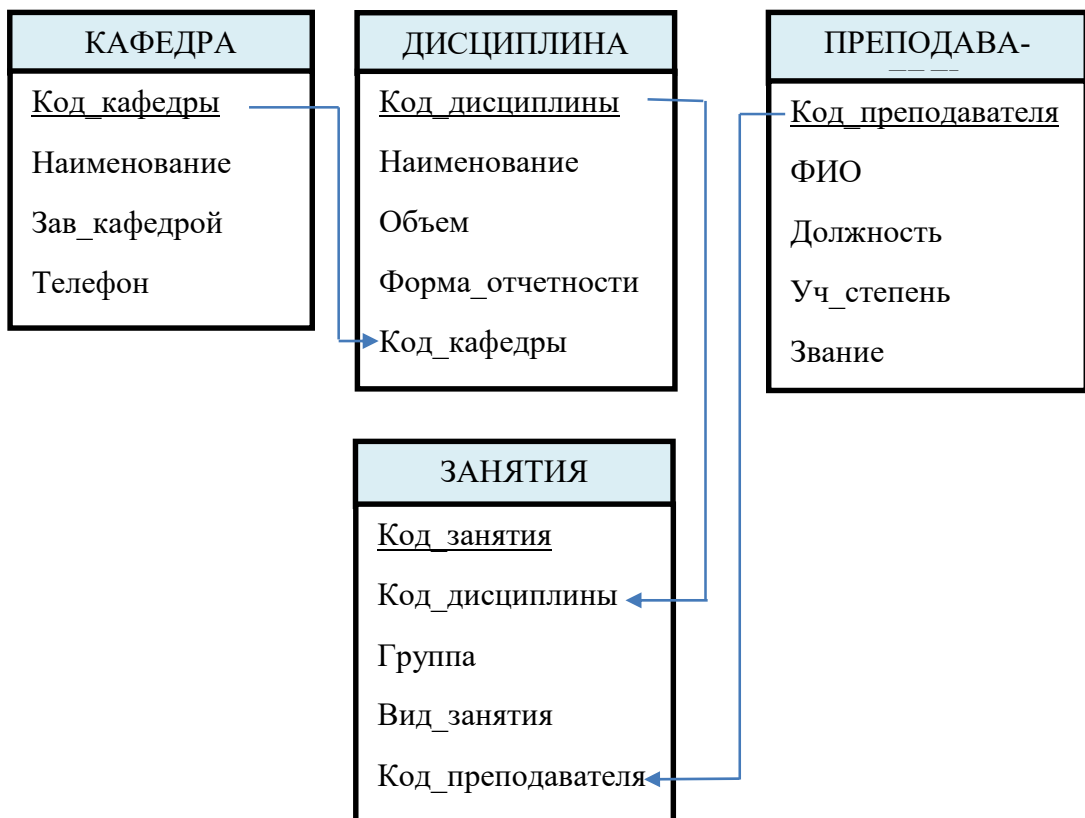 КАФЕДРА
Код_кафедры
Наименование
Зав_кафедрой
Телефон
ДИСЦИПЛИНА
Код_дисциплины
Наименование
Объем
Форма_отчетности
Код_кафедры
ПРЕПОДАВА-
Код_преподавателя
ФИО
Должность
Уч_степень
Звание
ЗАНЯТИЯ
Код_занятия
Код_дисциплины
Группа
Вид_занятия
Код_преподавателя